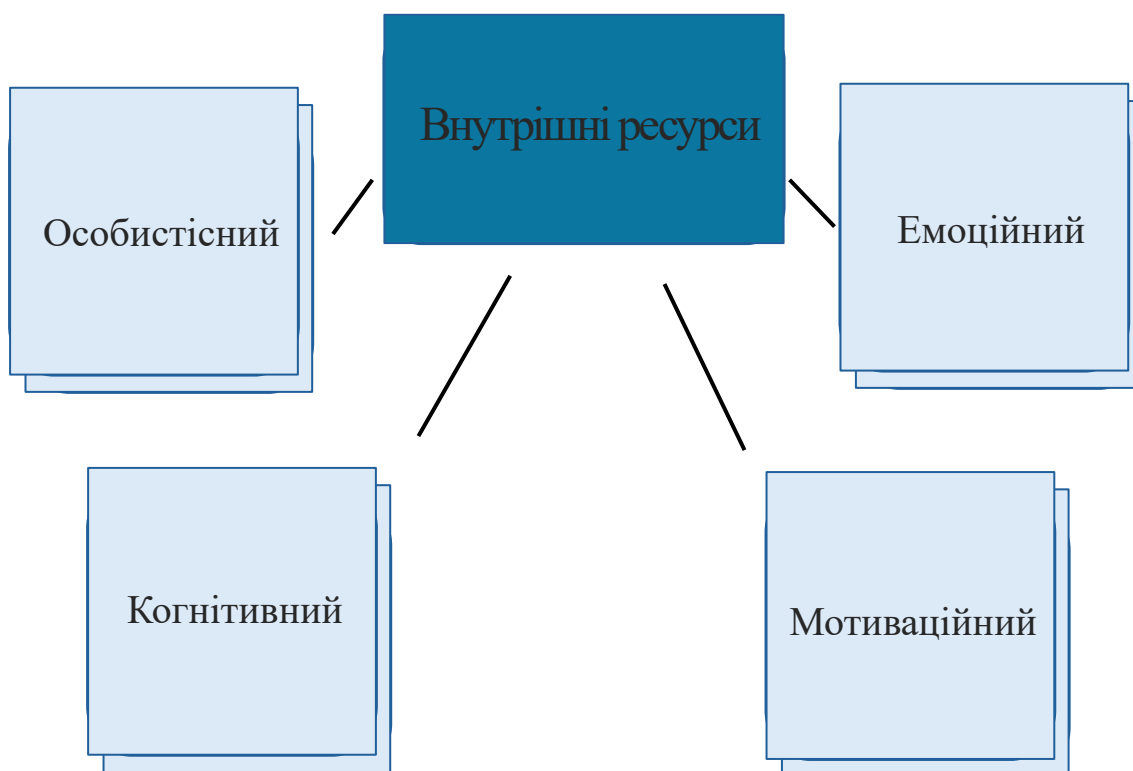 Внутрішні ресурси
Особистісний
Емоційний
Когнітивний
Мотиваційний